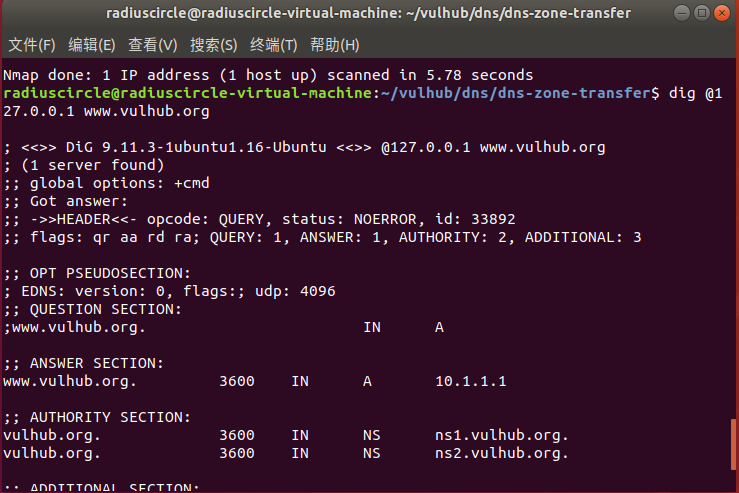 radiuscircle@radiuscircle-virtual-machine: ~/vulhub/dns/dns-zone-transfer
文件(F) 编辑(E) 查看(V) 搜索(S) 终端(T) 帮助(H)
Nmap done: 1 IP address (1 host up) scanned in 5.78 seconds
radiuscircle@radiuscircle-virtual-machine:~/vulhub/dns/dns-zone-transfer$ dig @1
27.0.0.1 www.vulhub.org
; <<>> DiG 9.11.3-1ubuntu1.16-Ubuntu <<>> @127.0.0.1 www.vulhub.org
; (1 server found)
;; global options: +cmd
;; Got answer:
;; ->>HEADER<<- opcode: QUERY, status: NOERROR, id: 33892
;; flags: qr aa rd ra; QUERY: 1, ANSWER: 1, AUTHORITY: 2, ADDITIONAL: 3
;; OPT PSEUDOSECTION:
; EDNS: version: 0, flags:; udp: 4096
;; QUESTION SECTION:
;www.vulhub.org. IN A
;; ANSWER SECTION:
www.vulhub.org. 3600 IN A 10.1.1.1
;; AUTHORITY SECTION:
vulhub.org. 3600 IN NS ns1.vulhub.org.
vulhub.org. 3600 IN NS ns2.vulhub.org.
;; ADDITIONAL SECTION: